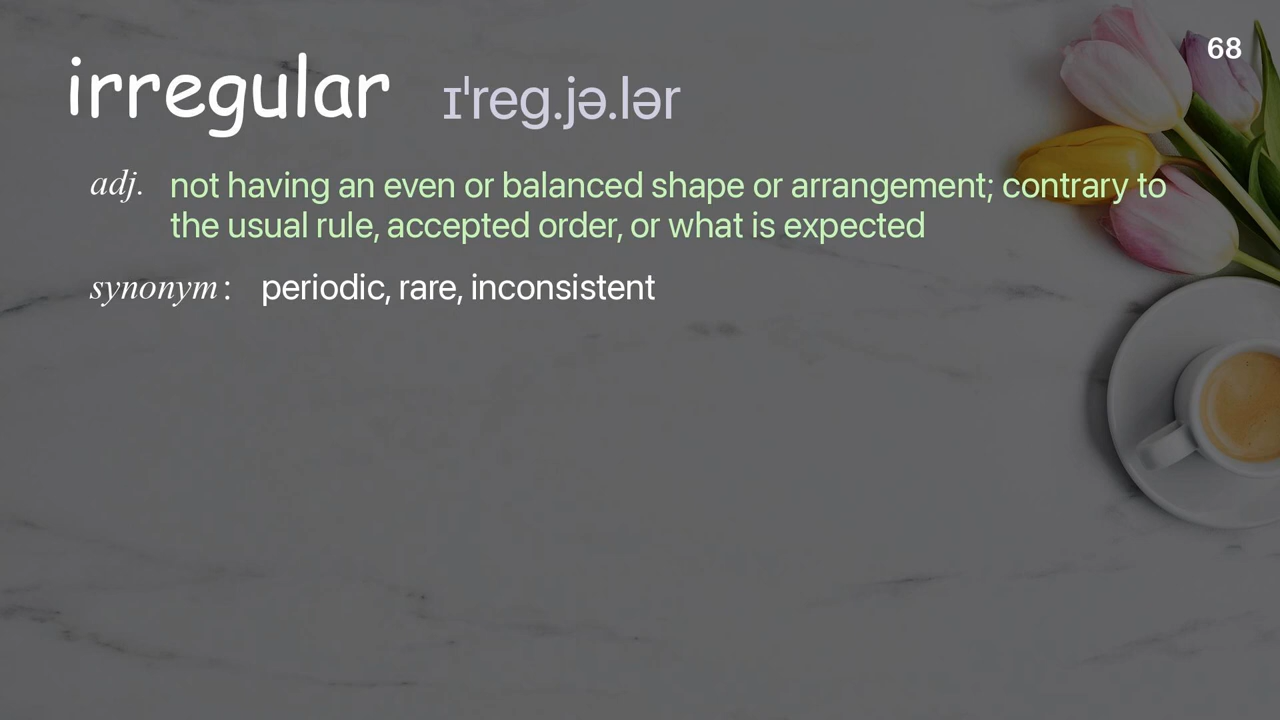 68
irregular ɪˈreg.jə.lər
adj. not having an even or balanced shape or arrangement; contrary to
the usual rule, accepted order, or what is expected
synonym : periodic, rare, inconsistent